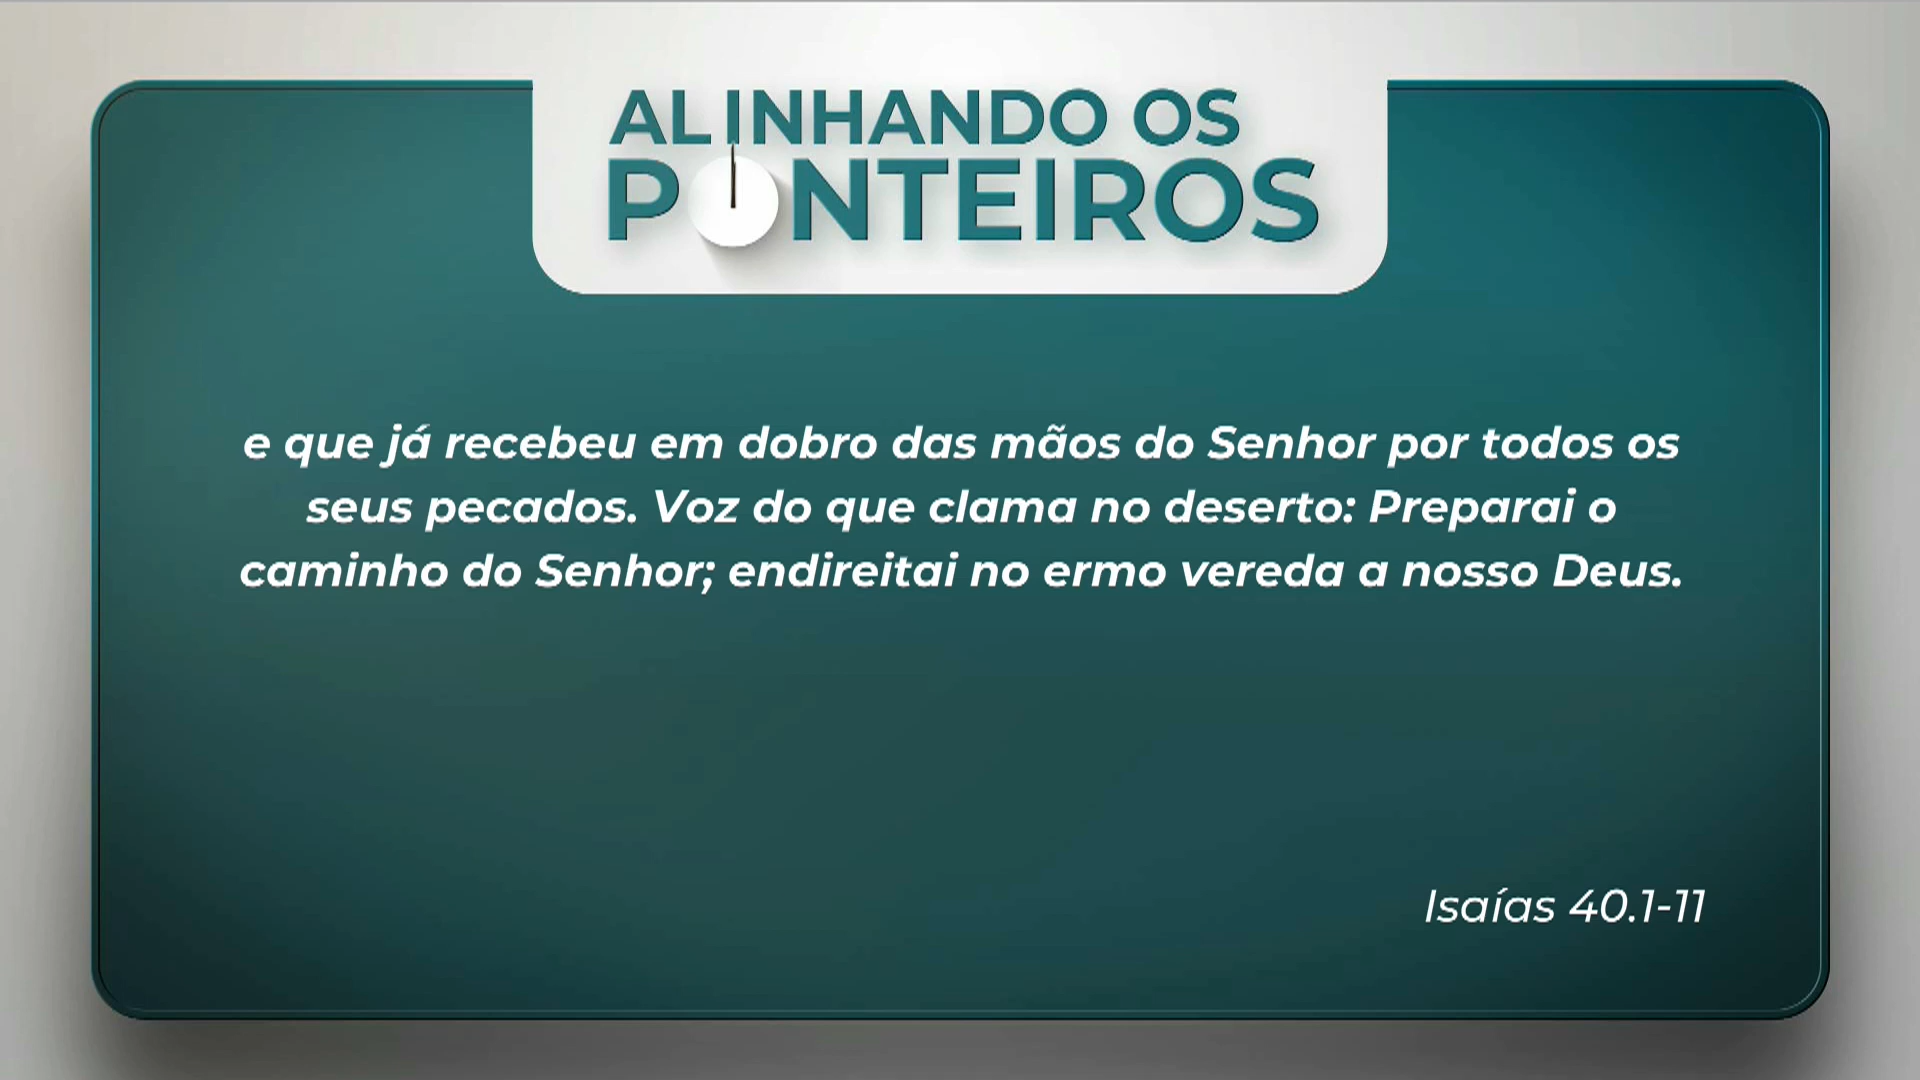 ALINHANDO OS
PONTEIROS
e que já recebeu em dobro das mãos do Senhor por todos os
seus pecados. Voz do que clama no deserto: Preparai o
caminho do Senhor; endireitai no ermo vereda a nosso Deus.
Isaías 40.1-11